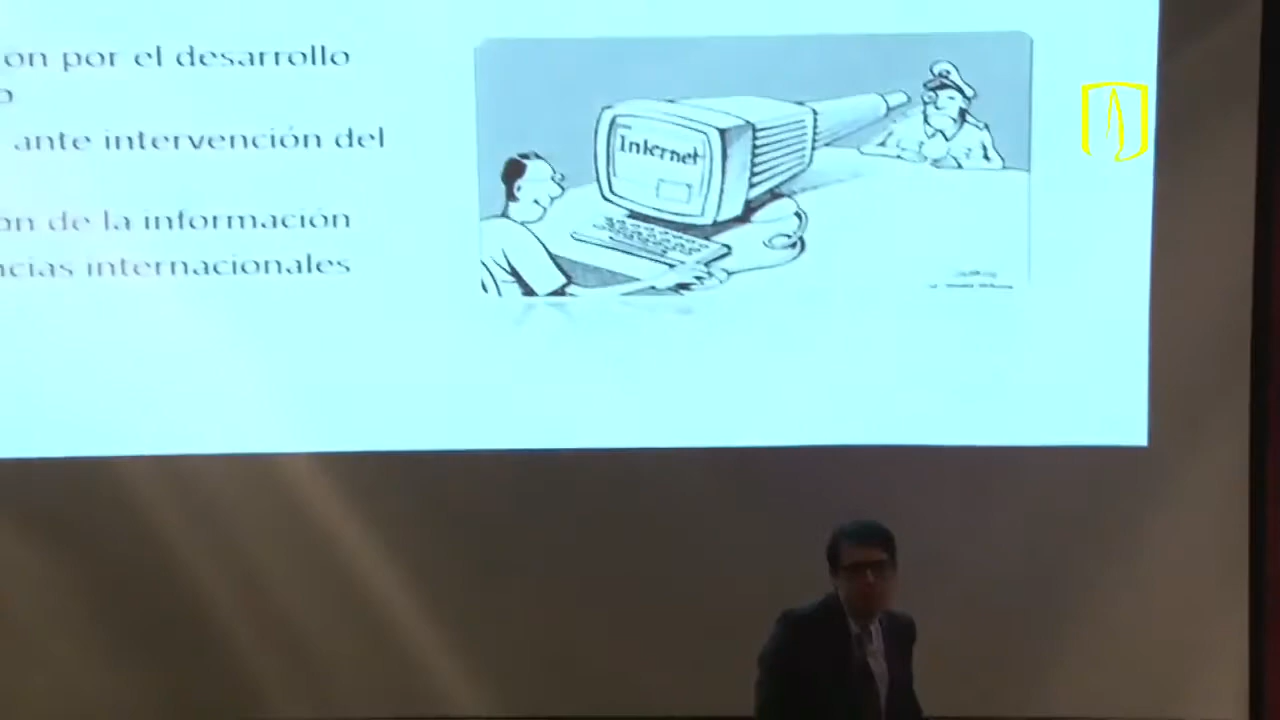 on por el desarrollo
o
ante intervención del
on de la información
ncias internacionales
Internet